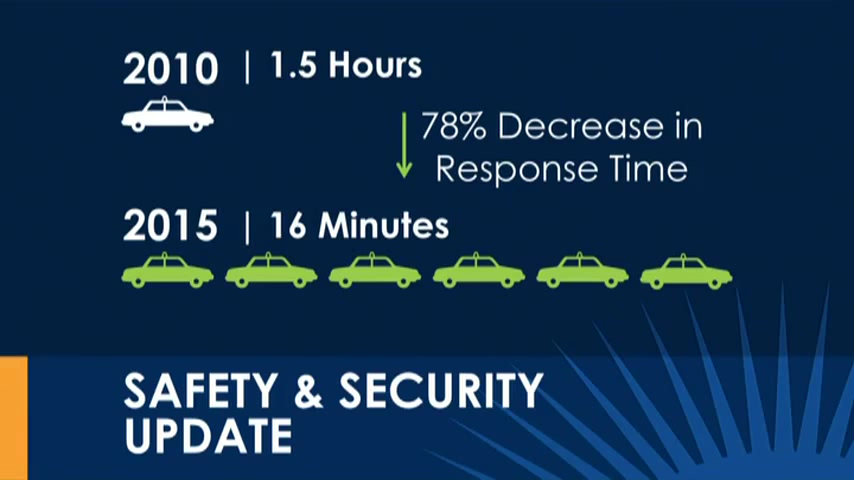 2010 | 1.5 Hours
78% Decrease in
Response Time
2015 | 16 Minutes
SAFETY & SECURITY
UPDATE